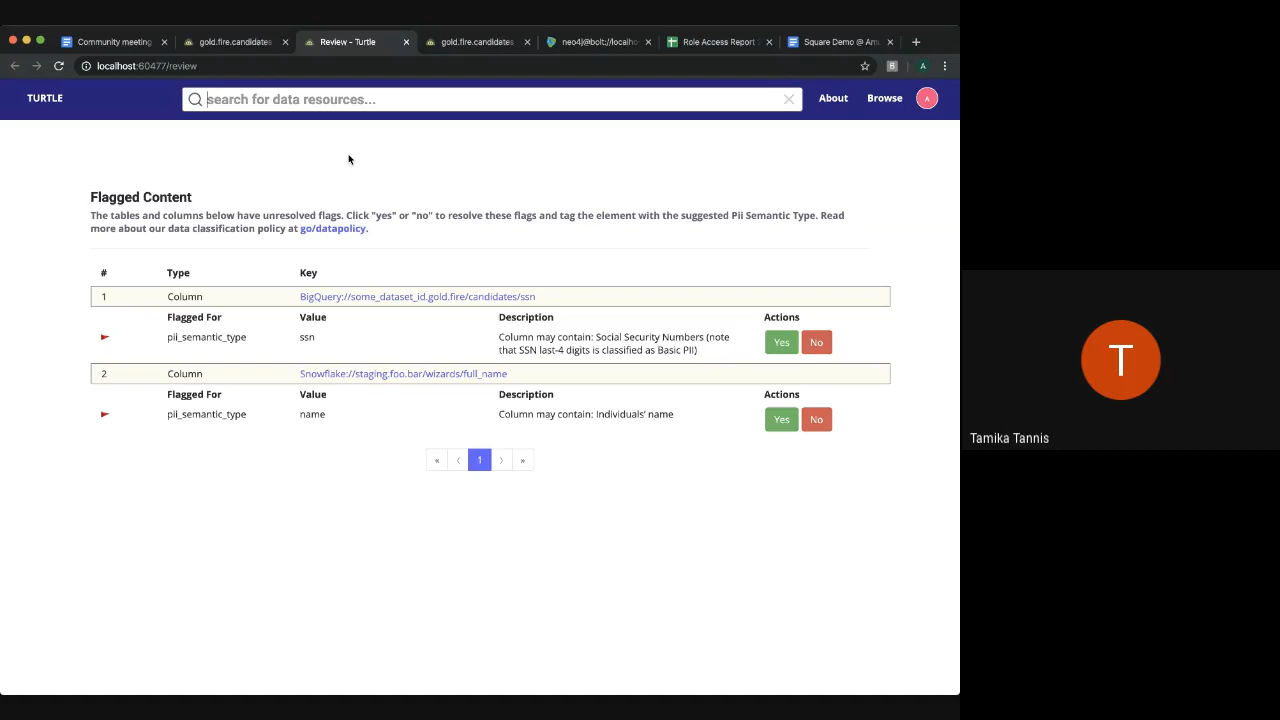 Community meeting
gold.fire.candidates
Review - Turtle
gold.fire.candidates
neo4j@bolt://localho
Role Access Report
Square Demo @ Am
localhost:60477/review
B
A
TURTLE
search for data resources...
About
Browse
A
Flagged Content
The tables and columns below have unresolved flags. Click "yes" or "no" to resolve these flags and tag the element with the suggested Pii Semantic Type. Read
more about our data classification policy at go/datapolicy.
# Type Key
1 Column BigQuery://some_dataset_id.gold.fire/candidates/ssn
Flagged For Value Description Actions
pii_semantic_type ssn Column may contain: Social Security Numbers (note Yes No
that SSN last-4 digits is classified as Basic PII)
2 Column Snowflake://staging.foo.bar/wizards/full_name
Flagged For Value Description Actions
pii_semantic_type name Column may contain: Individuals' name Yes No
« ‹ 1 › »
T
Tamika Tannis